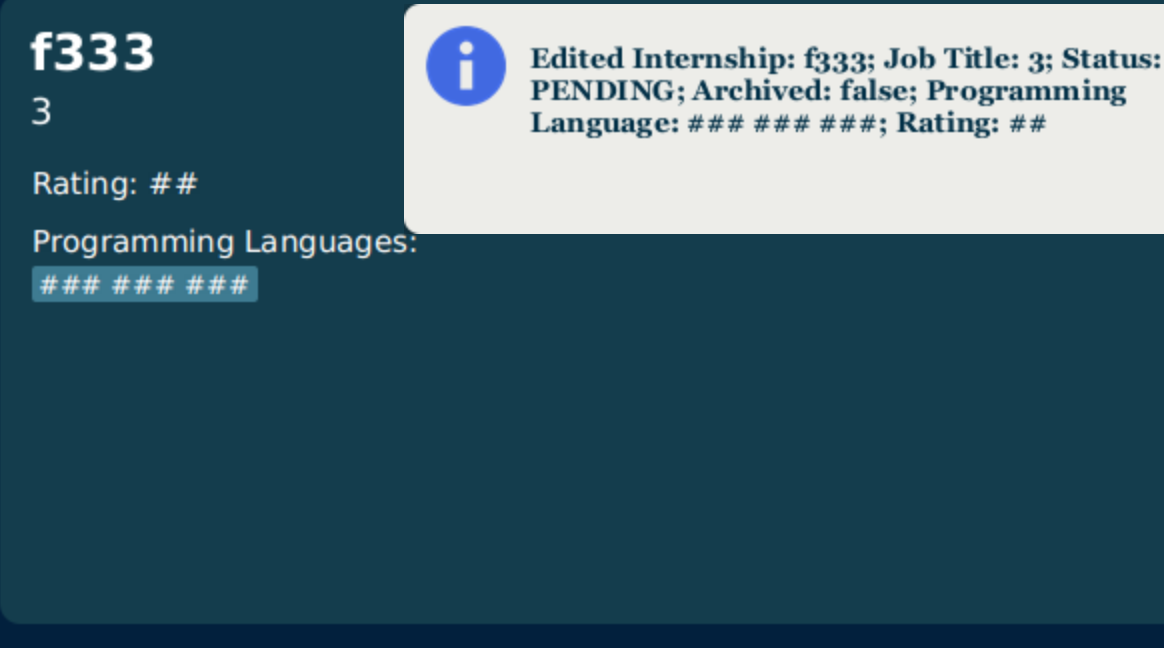 f333
3
Rating: ##
Programming Languages:
### ### ###
Edited Internship: f333; Job Title: 3; Status:
PENDING; Archived: false; Programming
Language: ### ### ###; Rating: ##